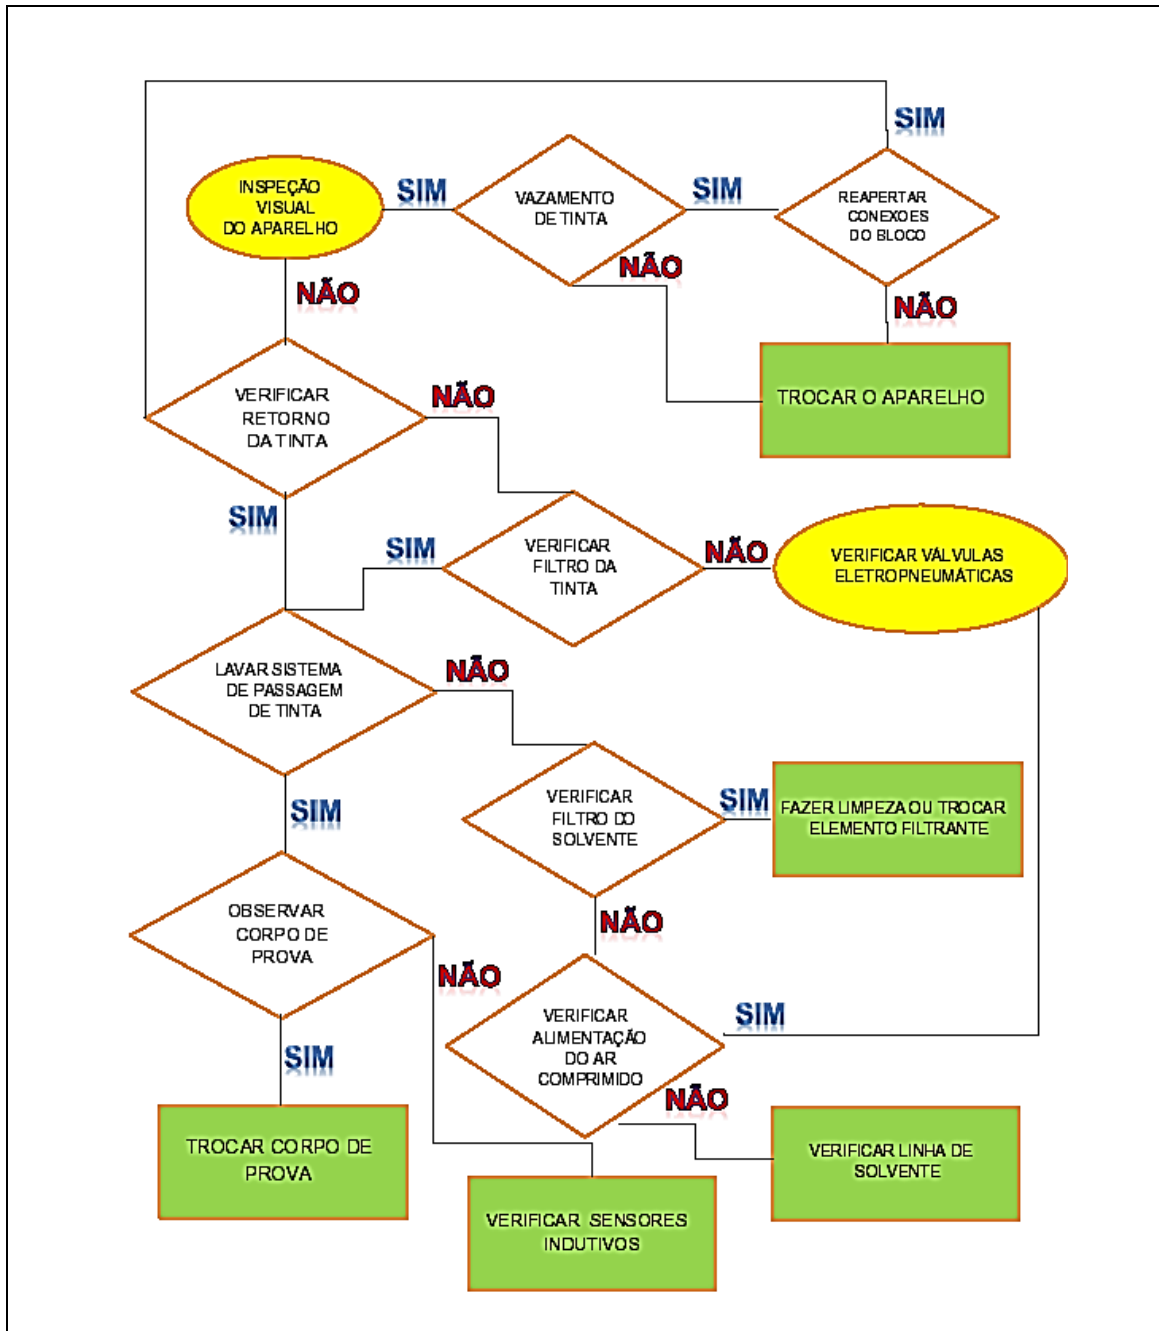 SIM
INSPEÇÃO
VISUAL
DO APARELHO
SIM
VAZAMENTO
DE TINTA
SIM
REAPERTAR
CONEXOES
DO BLOCO
NÃO
NÃO
NÃO
TROCAR O APARELHO
VERIFICAR
RETORNO
DA TINTA
NÃO
SIM
SIM
VERIFICAR
FILTRO DA
TINTA
NÃO
VERIFICAR VÁLVULAS
ELETROPNEUMÁTICAS
LAVAR SISTEMA
DE PASSAGEM
DE TINTA
NÃO
SIM
VERIFICAR
FILTRO DO
SOLVENTE
SIM
FAZER LIMPEZA OU TROCAR
ELEMENTO FILTRANTE
OBSERVAR
CORPO DE
PROVA
NÃO
NÃO
SIM
VERIFICAR
ALIMENTAÇÃO
DO AR
COMPRIMIDO
SIM
NÃO
TROCAR CORPO DE
PROVA
VERIFICAR LINHA DE
SOLVENTE
VERIFICAR SENSORES
INDUTIVOS